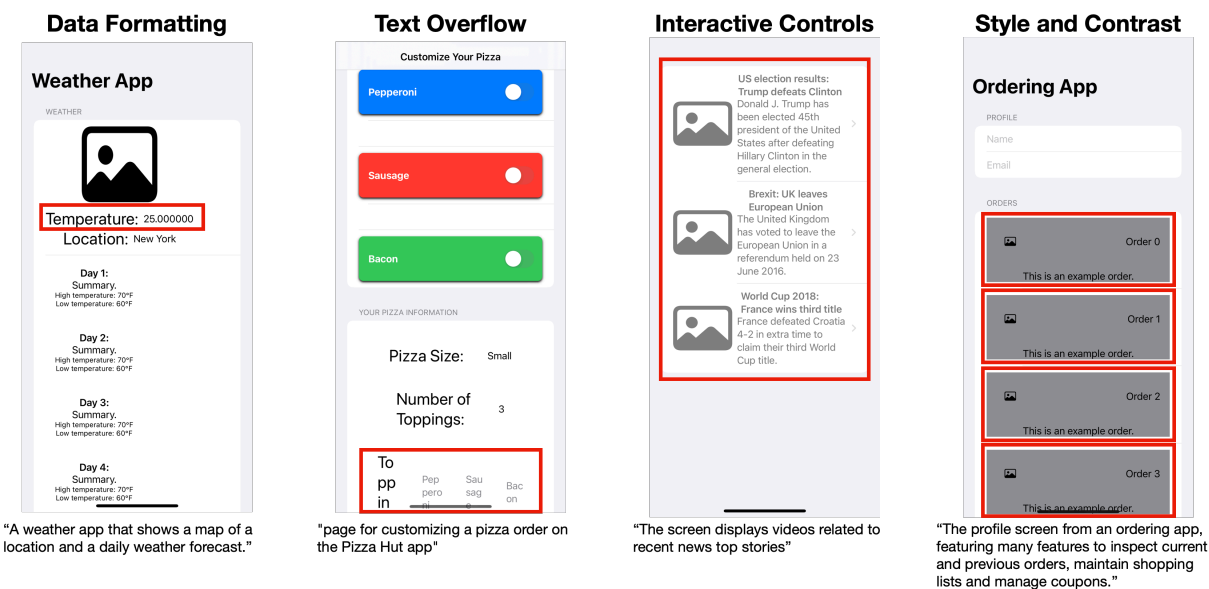 Data Formatting
Weather App
WEATHER
Temperature: 25.000000
Location: New York
Day 1:
Summary.
High temperature: 70°F
Low temperature: 60°F
Day 2:
Summary.
High temperature: 70°F
Low temperature: 60°F
Day 3:
Summary.
High temperature: 70°F
Low temperature: 60°F
Day 4:
Summary.
High temperature: 70°F
Low temperature: 60°F
“A weather app that shows a map of a
location and a daily weather forecast.”
Text Overflow
Customize Your Pizza
Pepperoni
Sausage
Bacon
YOUR PIZZA INFORMATION
Pizza Size: Small
Number of
Toppings:
3
To
pp
in
Pep
pero
ni
Sau
sag
e
Bac
on
"page for customizing a pizza order on
the Pizza Hut app"
Interactive Controls
US election results:
Trump defeats Clinton
Donald J. Trump has
been elected 45th
president of the United
States after defeating
Hillary Clinton in the
general election.
Brexit: UK leaves
European Union
The United Kingdom
has voted to leave the
European Union in a
referendum held on 23
June 2016.
World Cup 2018:
France wins third title
France defeated Croatia
4-2 in extra time to
claim their third World
Cup title.
“The screen displays videos related to
recent news top stories”
Style and Contrast
Ordering App
PROFILE
Name
Email
ORDERS
Order 0
This is an example order.
Order 1
This is an example order.
Order 2
This is an example order.
Order 3
This is an example order.
“The profile screen from an ordering app,
featuring many features to inspect current
and previous orders, maintain shopping
lists and manage coupons.”